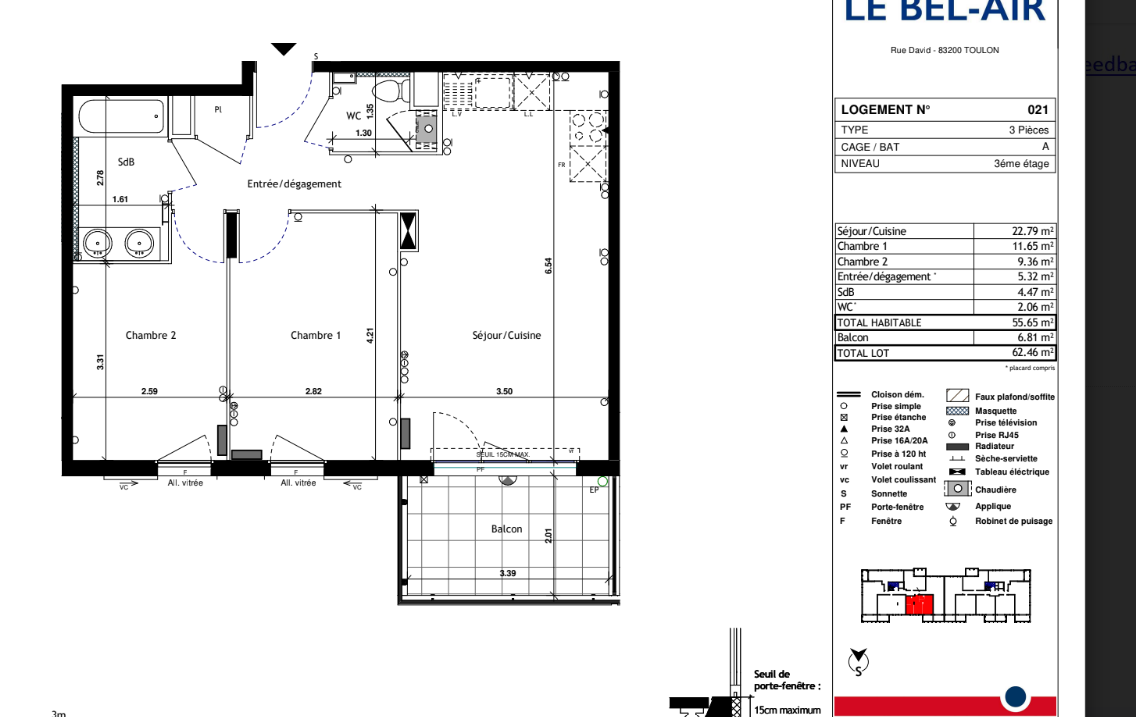 LE BEL-AIR
Rue David - 83200 TOULON
LOGEMENT N° 021
TYPE 3 Pièces
CAGE / BAT A
NIVEAU 3éme étage
Séjour/Cuisine 22.79 m²
Chambre 1 11.65 m²
Chambre 2 9.36 m²
Entrée/dégagement * 5.32 m²
SdB 4.47 m²
WC* 2.06 m²
TOTAL HABITABLE 55.65 m²
Balcon 6.81 m²
TOTAL LOT 62.46 m²
* placard compris
Cloison dém.
Prise simple
Prise étanche
Prise 32A
Prise 16A/20A
Prise à 120 ht
vr Volet roulant
vc Volet coulissant
S Sonnette
PF Porte-fenêtre
F Fenêtre
Faux plafond/soffite
Masquette
Prise télévision
Prise RJ45
Radiateur
Sèche-serviette
Tableau éléctrique
Chaudière
Applique
Robinet de puisage
S
Seuil de
porte-fenêtre :
15cm maximum
S
Pl
WC
1.35
1.30
L.V
L.L
FR
SdB
2.78
1.61
Entrée/dégagement
6.54
Chambre 2
Chambre 1
Séjour/Cuisine
4.21
3.31
2.59
2.82
3.50
SEUIL 15CM MAX.
vr
PF
F
F
All. vitrée
All. vitrée
VC
VC
EP
Balcon
2.01
3.39
3m
eedba